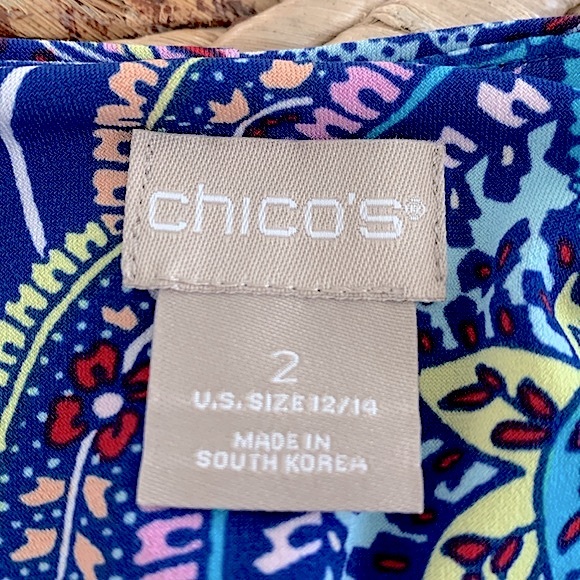 chico's®
2
U.S. SIZE 12/14
MADE IN
SOUTH KOREA